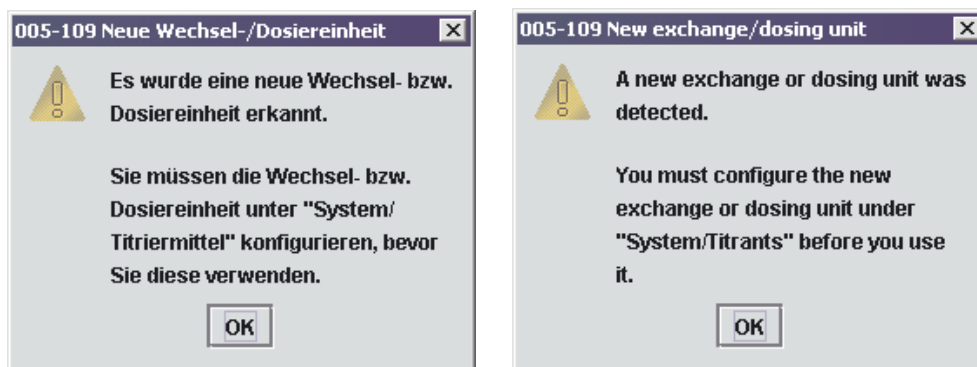 005-109 Neue Wechsel-/Dosiereinheit
Es wurde eine neue Wechsel- bzw.
Dosiereinheit erkannt.
Sie müssen die Wechsel- bzw.
Dosiereinheit unter "System/
Titriermittel" konfigurieren, bevor
Sie diese verwenden.
OK
005-109 New exchange/dosing unit
A new exchange or dosing unit was
detected.
You must configure the new
exchange or dosing unit under
"System/Titrants" before you use
it.
OK